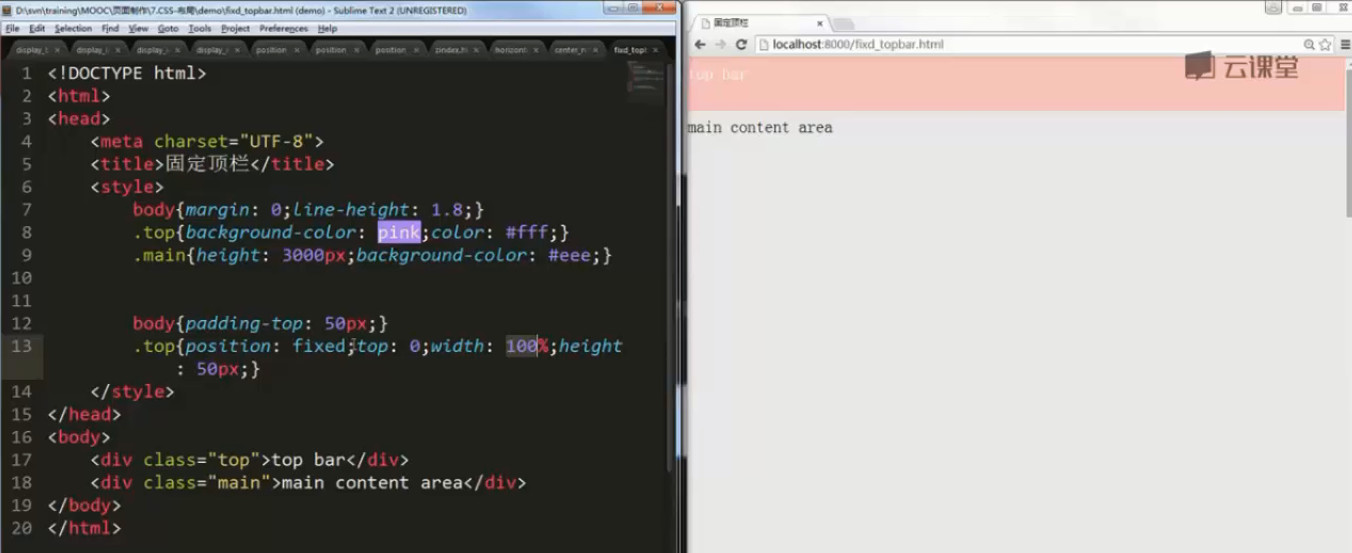 D:\svn\training\MOOC\页面制作\7.CSS-布局\demo\fixd_topbar.html (demo) - Sublime Text 2 (UNREGISTERED)
File Edit Selection Find View Goto Tools Project Preferences Help
position position position zindex.ht horizont center_n fixd_topb
1 <!DOCTYPE html>
2 <html>
3 <head>
4 <meta charset="UTF-8">
5 <title>固定顶栏</title>
6 <style>
7 body{margin: 0;line-height: 1.8;}
8 .top{background-color: pink;color: #fff;}
9 .main{height: 3000px;background-color: #eee;}
10
11
12 body{padding-top: 50px;}
13 .top{position: fixed;top: 0;width: 100%;height
: 50px;}
14 </style>
15 </head>
16 <body>
17 <div class="top">top bar</div>
18 <div class="main">main content area</div>
19 </body>
20 </html>
固定顶栏
localhost:8000/fixd_topbar.html
top bar
云课堂
main content area